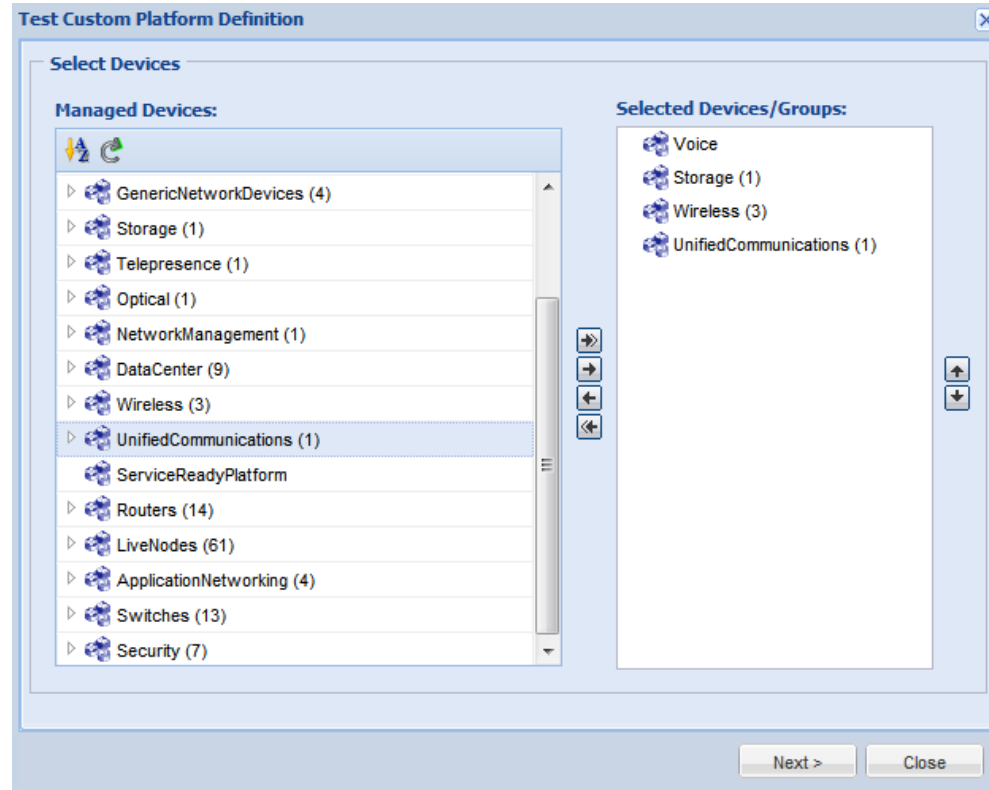 Test Custom Platform Definition
Select Devices
Managed Devices:
GenericNetworkDevices (4)
Storage (1)
Telepresence (1)
Optical (1)
NetworkManagement (1)
DataCenter (9)
Wireless (3)
UnifiedCommunications (1)
ServiceReadyPlatform
Routers (14)
LiveNodes (61)
ApplicationNetworking (4)
Switches (13)
Security (7)
Selected Devices/Groups:
Voice
Storage (1)
Wireless (3)
UnifiedCommunications (1)
Next >
Close